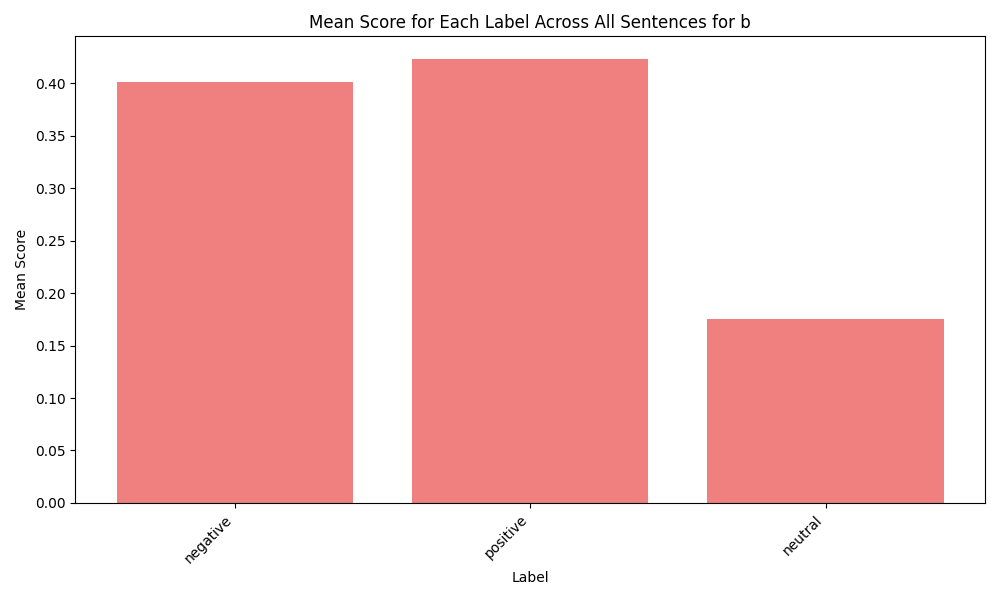 Mean Score for Each Label Across All Sentences for b
Mean Score
0.40
0.35
0.30
0.25
0.20
0.15
0.10
0.05
0.00
negative
positive
neutral
Label